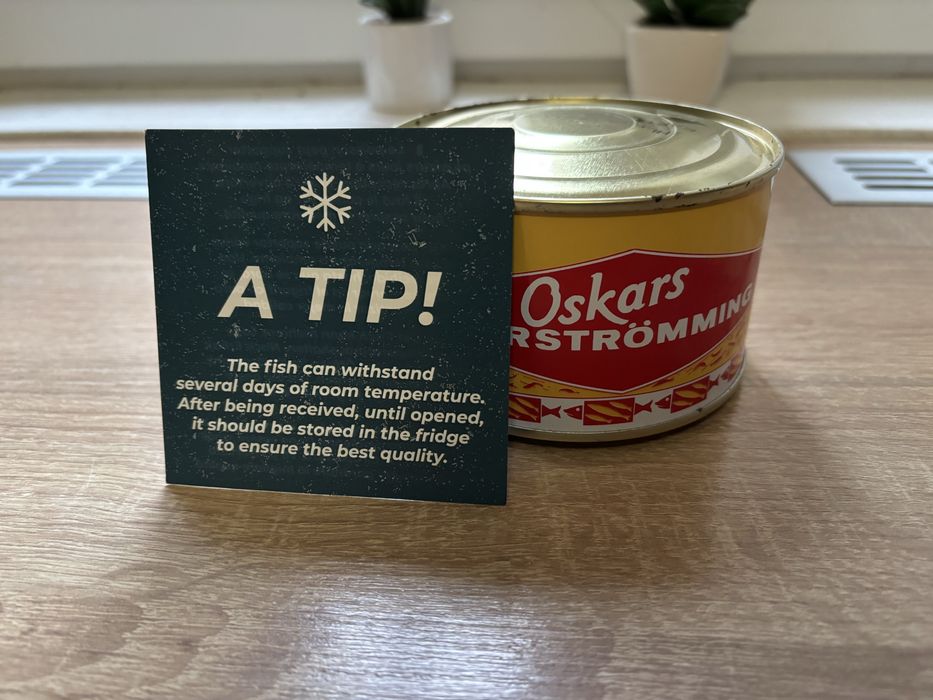 A TIP!
The fish can withstand
several days of room temperature.
After being received, until opened,
it should be stored in the fridge
to ensure the best quality.
Oskars
RSTRÖMMING